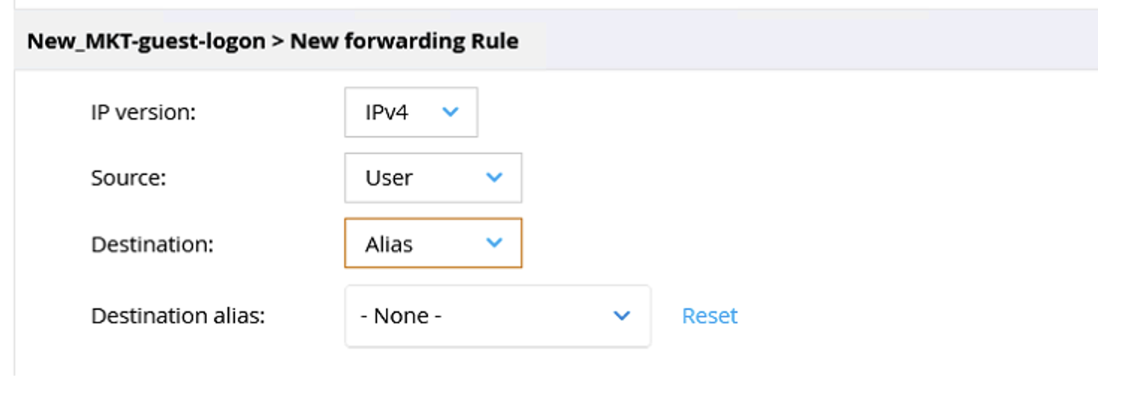 New_MKT-guest-logon > New forwarding Rule
IP version: IPv4
Source: User
Destination: Alias
Destination alias: - None - Reset